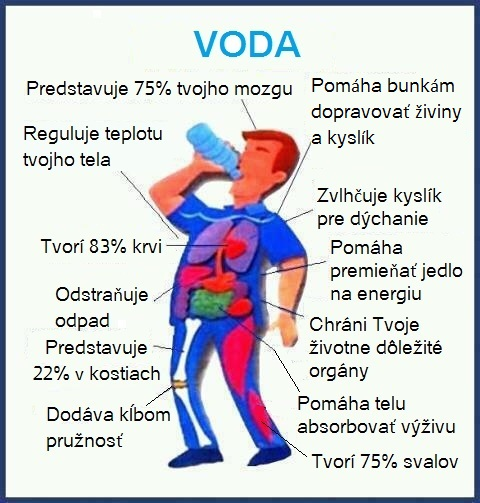 VODA
Predstavuje 75% tvojho mozgu
Reguluje teplotu
tvojho tela
Tvorí 83% krvi
Odstraňuje
odpad
Predstavuje
22% v kostiach
Dodáva kĺbom
pružnosť
Pomáha bunkám
dopravovať živiny
a kyslík
Zvlhčuje kyslík
pre dýchanie
Pomáha
premieňať jedlo
na energiu
Chráni Tvoje
životne dôležité
orgány
Pomáha telu
absorbovať výživu
Tvorí 75% svalov